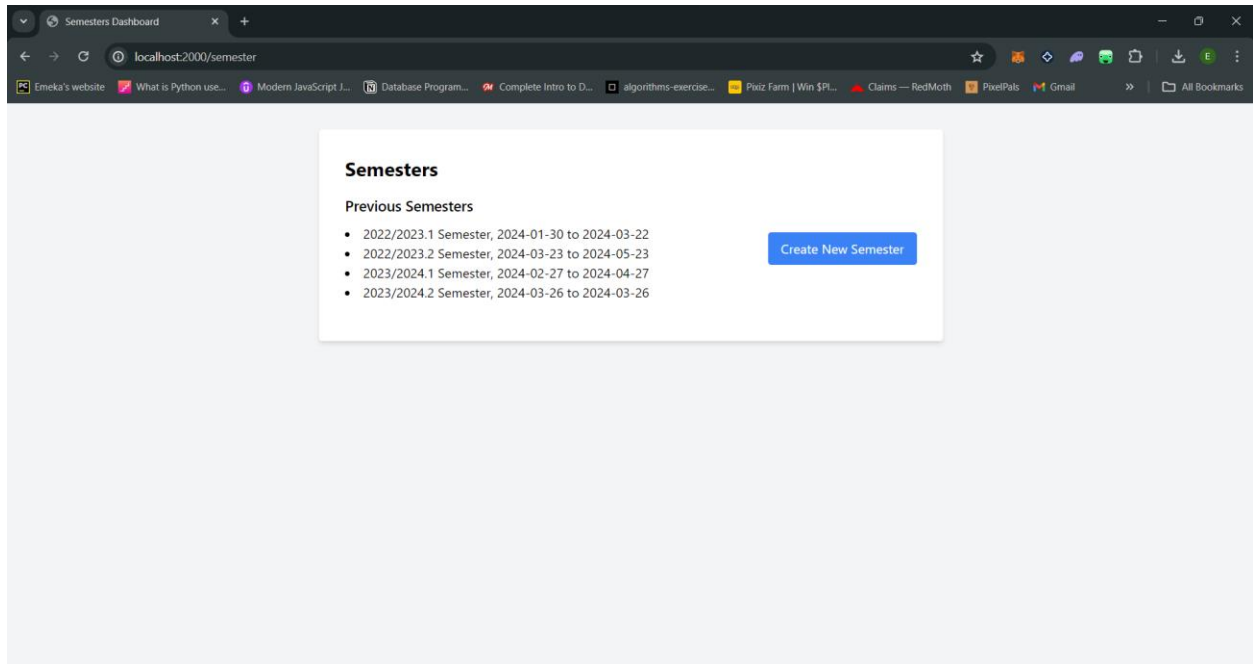 Semesters Dashboard
localhost:2000/semester
E
Emeka's website What is Python use... Modern JavaScript J... Database Program... Complete Intro to D... algorithms-exercise... Pixiz Farm | Win $Pl... Claims — RedMoth PixelPals Gmail » All Bookmarks
Semesters
Previous Semesters
• 2022/2023.1 Semester, 2024-01-30 to 2024-03-22
• 2022/2023.2 Semester, 2024-03-23 to 2024-05-23
• 2023/2024.1 Semester, 2024-02-27 to 2024-04-27
• 2023/2024.2 Semester, 2024-03-26 to 2024-03-26
Create New Semester